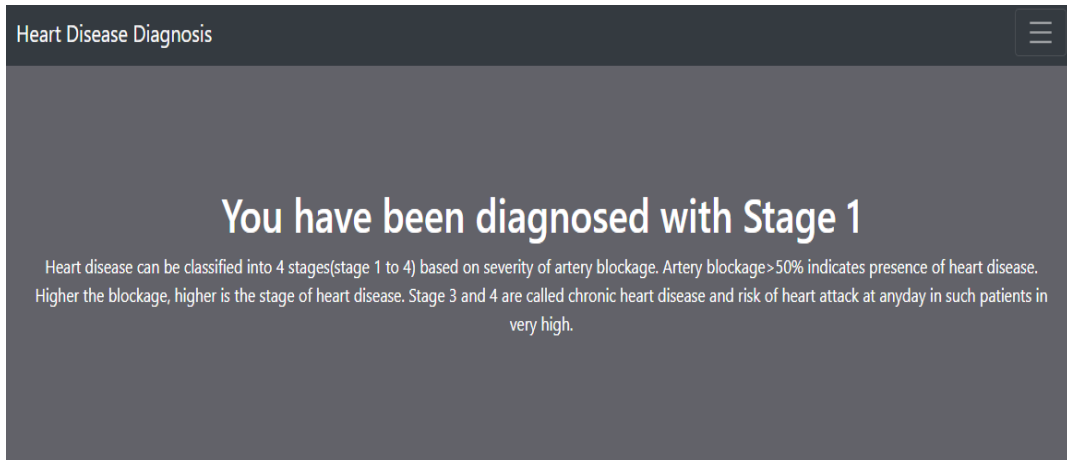 Heart Disease Diagnosis
You have been diagnosed with Stage 1
Heart disease can be classified into 4 stages(stage 1 to 4) based on severity of artery blockage. Artery blockage>50% indicates presence of heart disease.
Higher the blockage, higher is the stage of heart disease. Stage 3 and 4 are called chronic heart disease and risk of heart attack at anyday in such patients in
very high.